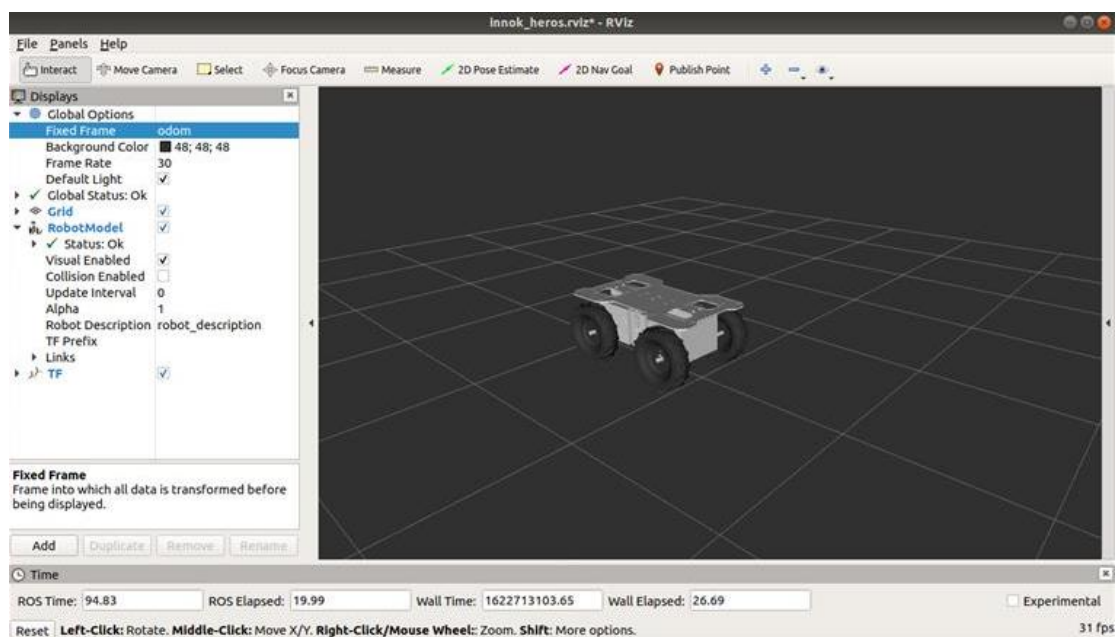 innok_heros.rviz* - RViz
File Panels Help
Interact Move Camera Select Focus Camera Measure 2D Pose Estimate 2D Nav Goal Publish Point
Displays
Global Options
Fixed Frame odom
Background Color 48; 48; 48
Frame Rate 30
Default Light
Global Status: Ok
Grid
RobotModel
Status: Ok
Visual Enabled
Collision Enabled
Update Interval 0
Alpha 1
Robot Description robot_description
TF Prefix
Links
TF
Fixed Frame
Frame into which all data is transformed before
being displayed.
Add Duplicate Remove Rename
Time
ROS Time: 94.83 ROS Elapsed: 19.99 Wall Time: 1622713103.65 Wall Elapsed: 26.69 Experimental
Reset Left-Click: Rotate. Middle-Click: Move X/Y. Right-Click/Mouse Wheel:: Zoom. Shift: More options. 31 fps